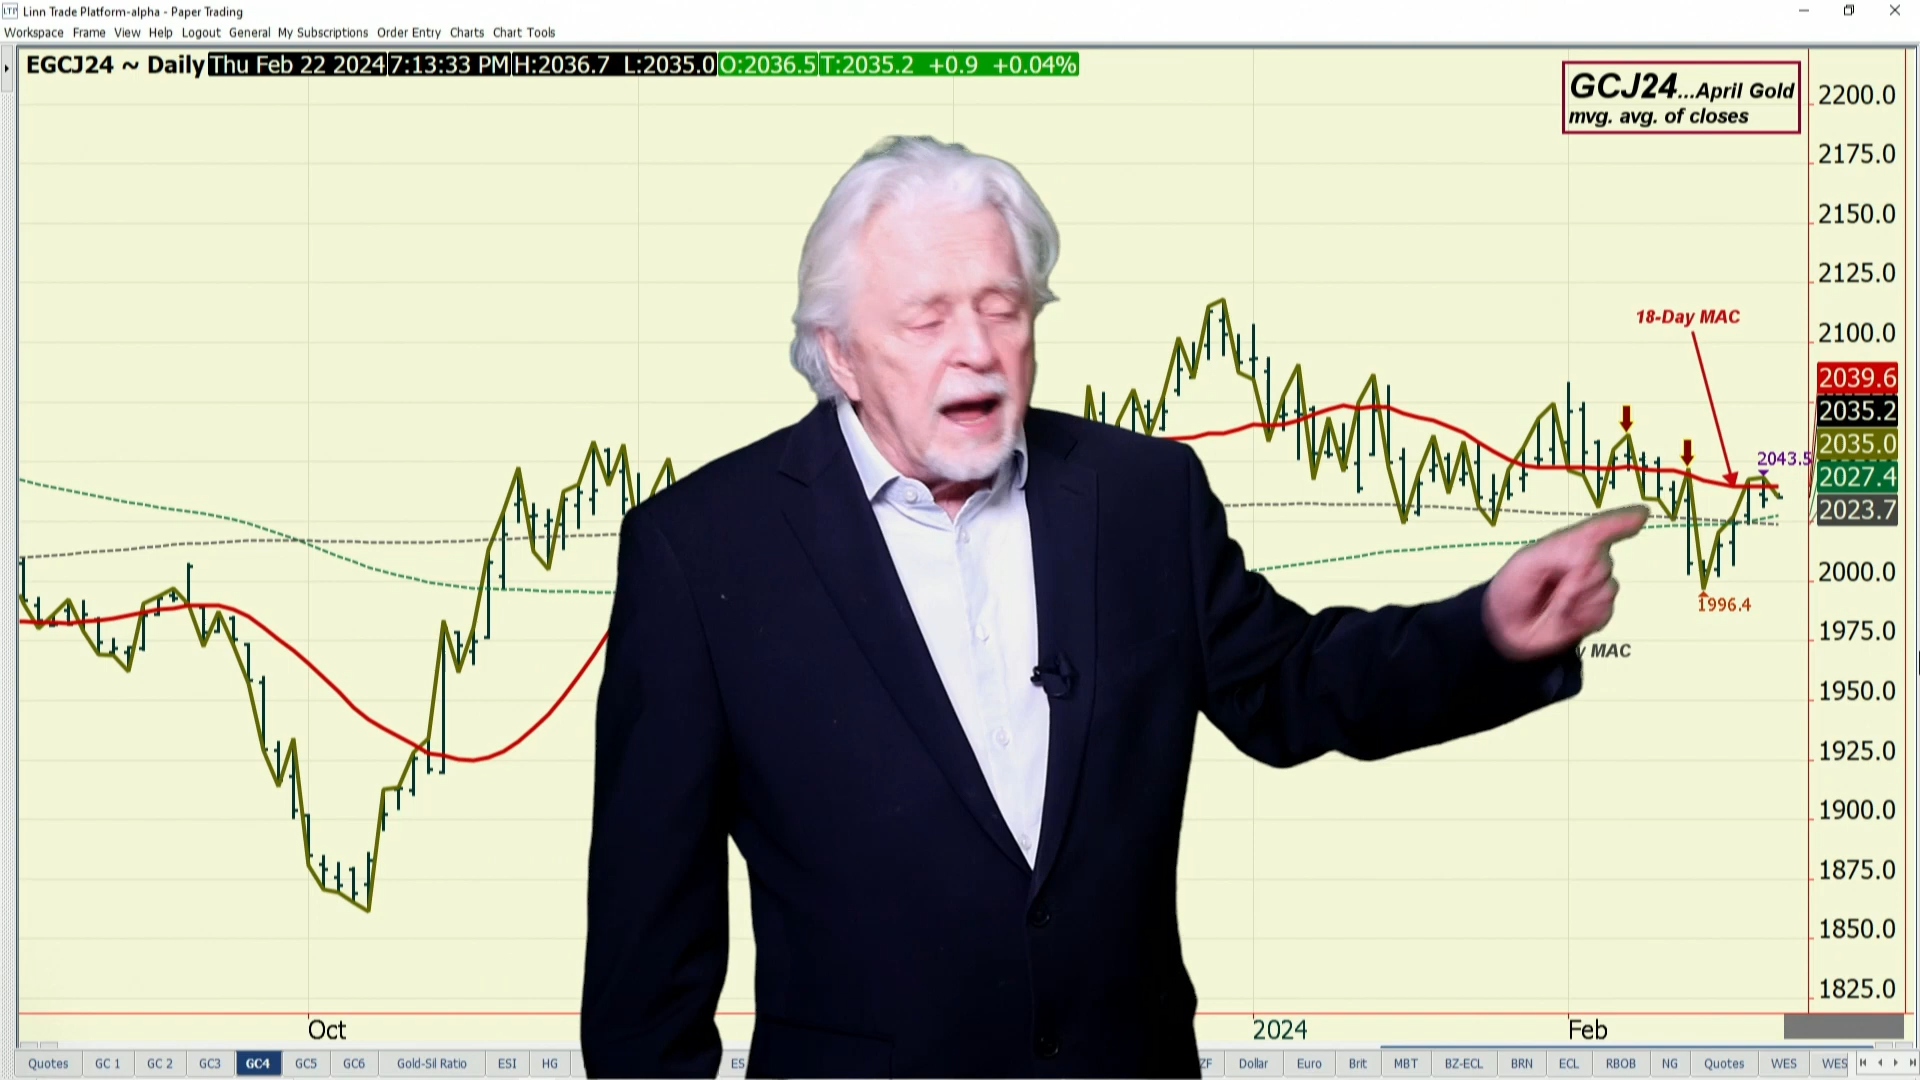 LTP Linn Trade Platform-alpha - Paper Trading
Workspace Frame View Help Logout General My Subscriptions Order Entry Charts Chart Tools
EGCJ24 ~ Daily Thu Feb 22 2024 7:13:33 PM H:2036.7 L:2035.0 O:2036.5 T:2035.2 +0.9 +0.04%
GCJ24...April Gold
mvg. avg. of closes
2200.0
2175.0
2150.0
2125.0
18-Day MAC
2100.0
2039.6
2035.2
2035.0
2043.5
2027.4
2023.7
2000.0
1996.4
1975.0
MAC
1950.0
1925.0
1900.0
1875.0
1850.0
1825.0
Oct 2024 Feb
Quotes GC 1 GC 2 GC3 GC4 GC5 GC6 Gold-Sil Ratio ESI HG ES ZF Dollar Euro Brit MBT BZ-ECL BRN ECL RBOB NG Quotes WES WES